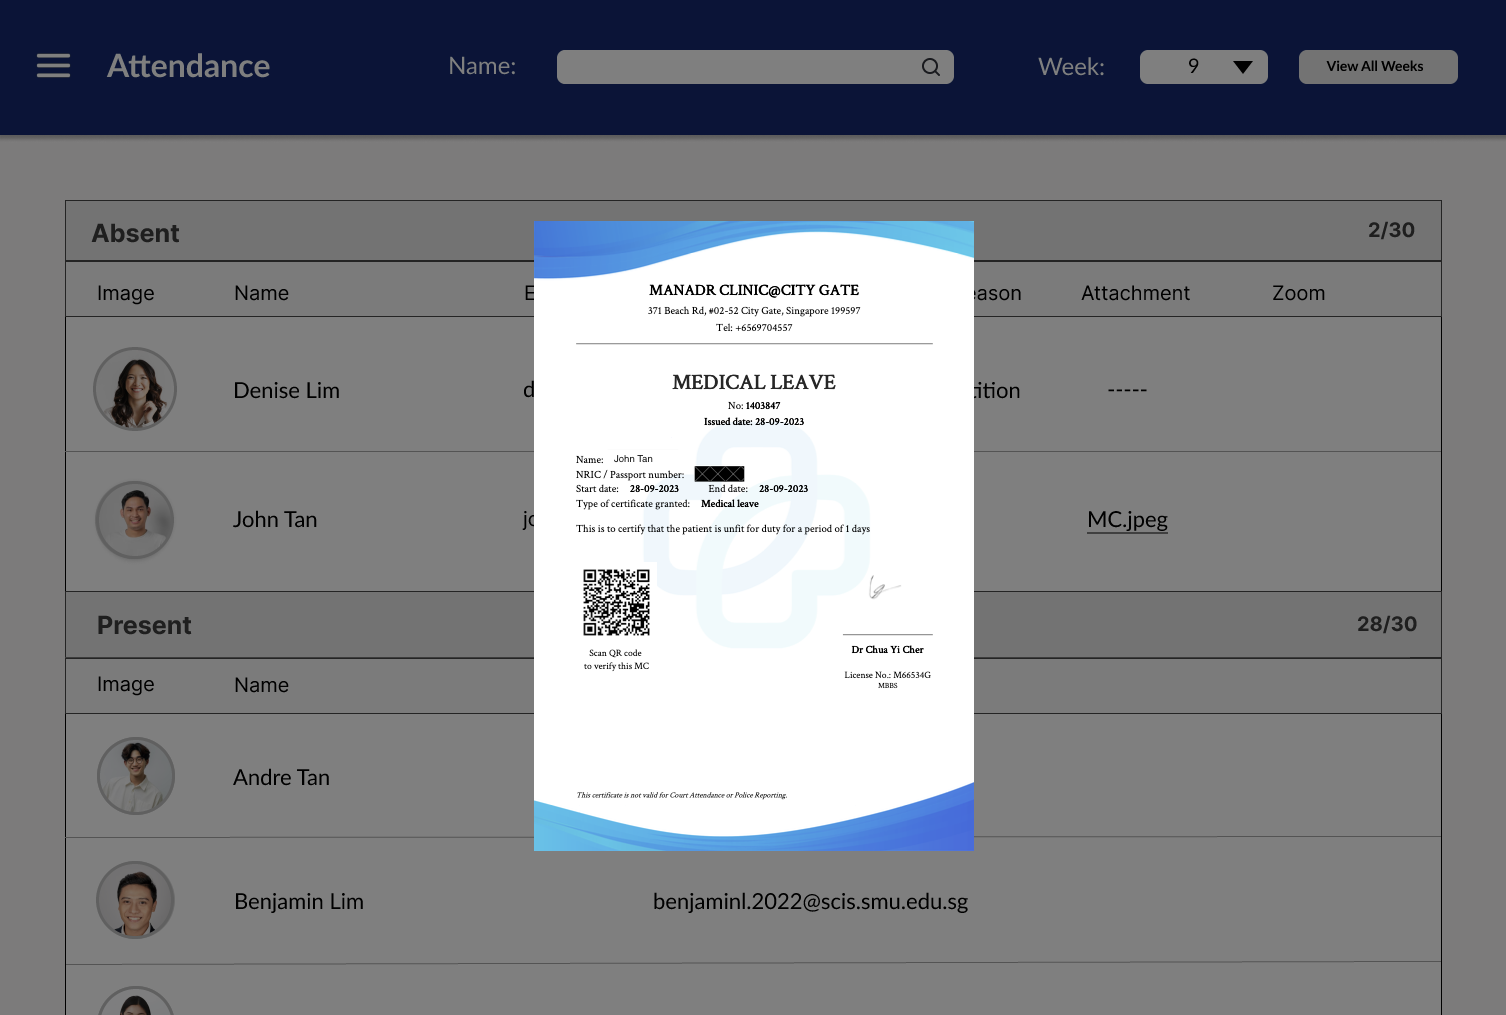 Attendance
Name:
Week:
9
View All Weeks
Absent
2/30
Image Name E eason Attachment Zoom
Denise Lim d tition -----
John Tan jo MC.jpeg
Present
28/30
Image Name
Andre Tan
Benjamin Lim benjaminl.2022@scis.smu.edu.sg
MANADR CLINIC@CITY GATE
371 Beach Rd, #02-52 City Gate, Singapore 199597
Tel: +6569704557
MEDICAL LEAVE
No: 1403847
Issued date: 28-09-2023
Name: John Tan
NRIC / Passport number:
Start date: 28-09-2023 End date: 28-09-2023
Type of certificate granted: Medical leave
This is to certify that the patient is unfit for duty for a period of 1 days
Scan QR code
to verify this MC
Dr Chua Yi Cher
License No.: M66534G
MBBS
This certificate is not valid for Court Attendance or Police Reporting.